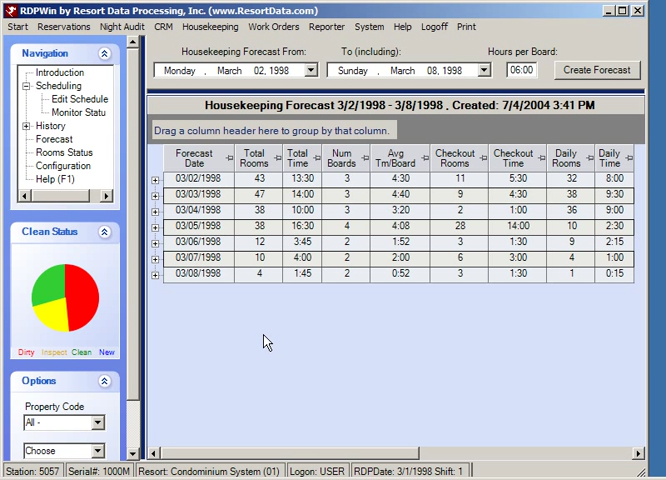 RDPWin by Resort Data Processing, Inc. (www.ResortData.com)
Start Reservations Night Audit CRM Housekeeping Work Orders Reporter System Help Logoff Print
Navigation
Introduction
Scheduling
Edit Schedule
Monitor Statu
History
Forecast
Rooms Status
Configuration
Help (F1)
Clean Status
Dirty Inspect Clean New
Options
Property Code
All -
Choose
Housekeeping Forecast From: To (including): Hours per Board:
Monday , March 02, 1998 Sunday , March 08, 1998 06:00 Create Forecast
Housekeeping Forecast 3/2/1998 - 3/8/1998 . Created: 7/4/2004 3:41 PM
Drag a column header here to group by that column.
Forecast Date Total Rooms Total Time Num Boards Avg Tm/Board Checkout Rooms Checkout Time Daily Rooms Daily Time
03/02/1998 43 13:30 3 4:30 11 5:30 32 8:00
03/03/1998 47 14:00 3 4:40 9 4:30 38 9:30
03/04/1998 38 10:00 3 3:20 2 1:00 36 9:00
03/05/1998 38 16:30 4 4:08 28 14:00 10 2:30
03/06/1998 12 3:45 2 1:52 3 1:30 9 2:15
03/07/1998 10 4:00 2 2:00 6 3:00 4 1:00
03/08/1998 4 1:45 2 0:52 3 1:30 1 0:15
Station: 5057 Serial#: 1000M Resort: Condominium System (01) Logon: USER RDPDate: 3/1/1998 Shift: 1